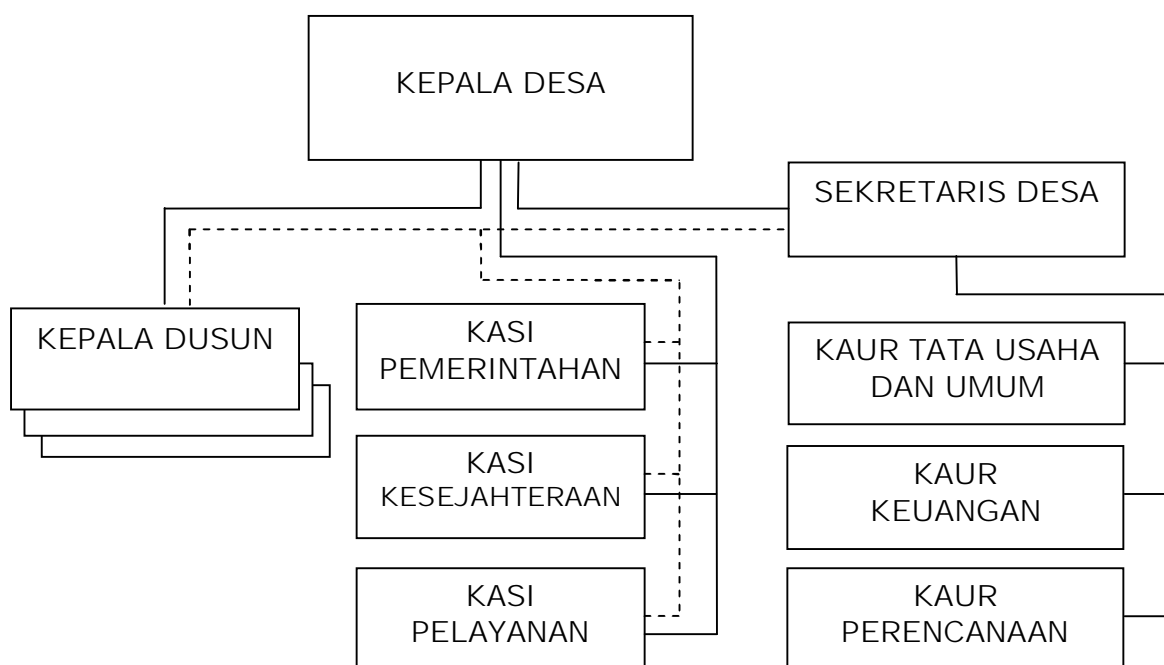 KEPALA DESA
SEKRETARIS DESA
KEPALA DUSUN
KASI
PEMERINTAHAN
KAUR TATA USAHA
DAN UMUM
KASI
KESEJAHTERAAN
KAUR
KEUANGAN
KASI
PELAYANAN
KAUR
PERENCANAAN